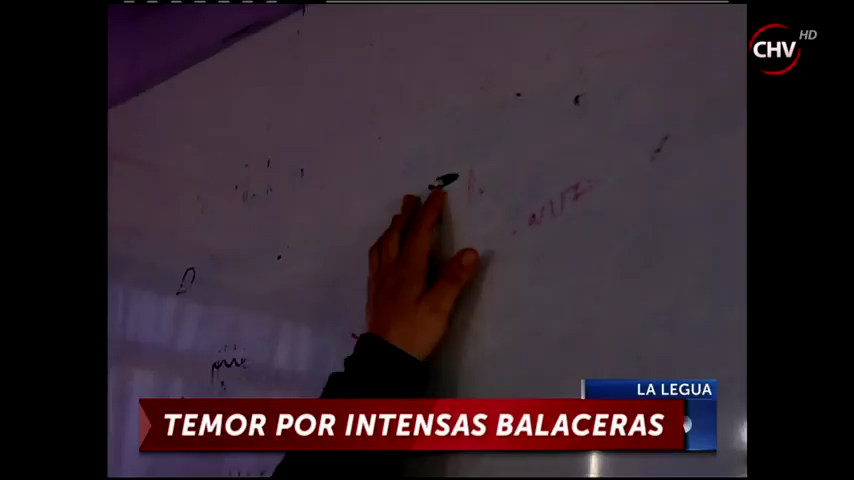 CHV HD
LA LEGUA
TEMOR POR INTENSAS BALACERAS